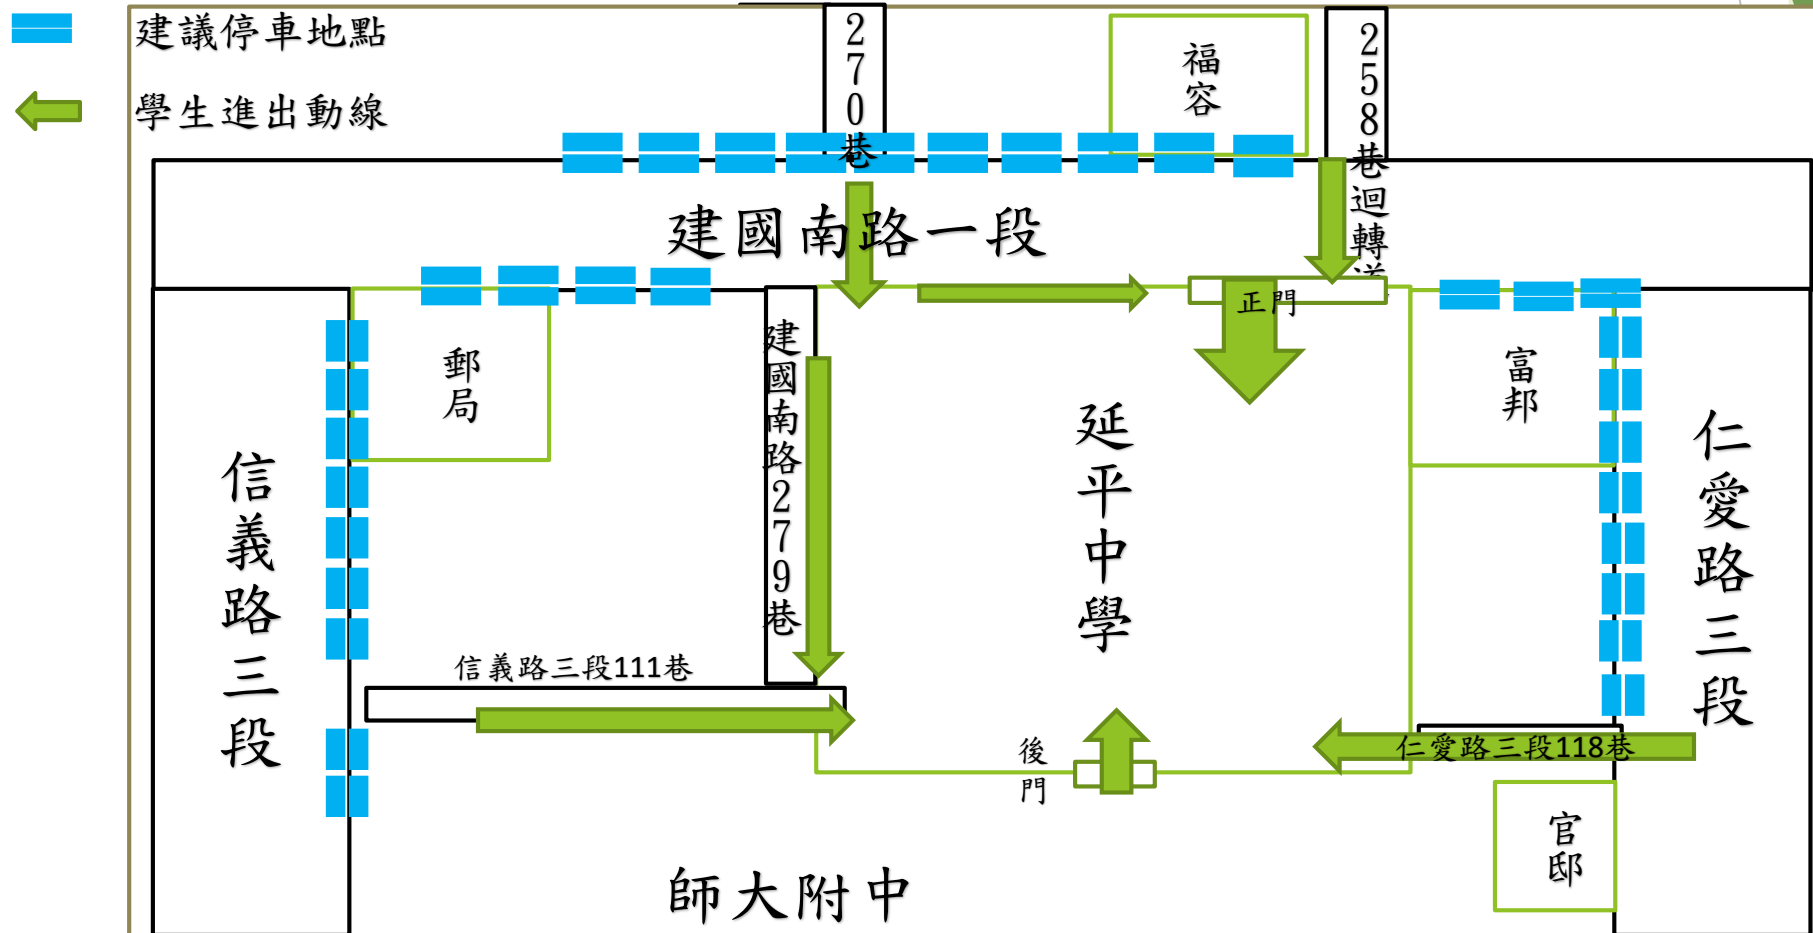 建議停車地點
學生進出動線
270巷
福容
258巷迴轉道
建國南路一段
正門
郵局
建國南路279巷
富邦
信義路三段
延平中學
仁愛路三段
信義路三段111巷
後門
仁愛路三段118巷
官邸
師大附中